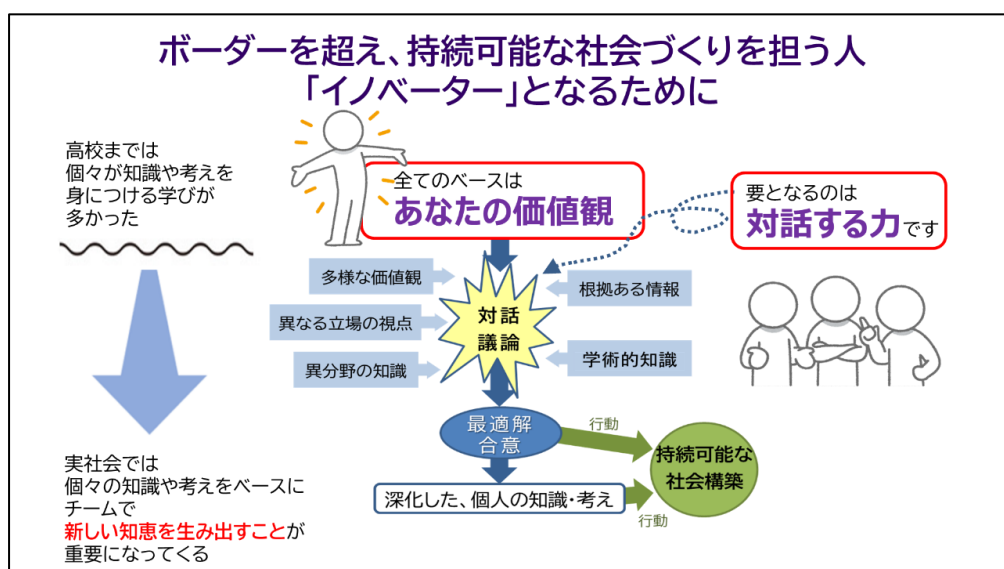 ボーダーを超え、持続可能な社会づくりを担う人
「イノベーター」となるために
高校までは
個々が知識や考えを
身につける学びが
多かった
全てのベースは
あなたの価値観
要となるのは
対話する力です
多様な価値観
異なる立場の視点
異分野の知識
対話
議論
根拠ある情報
学術的知識
最適解
合意
行動
持続可能な
社会構築
深化した、個人の知識・考え
行動
実社会では
個々の知識や考えをベースに
チームで
新しい知恵を生み出すことが
重要になってくる